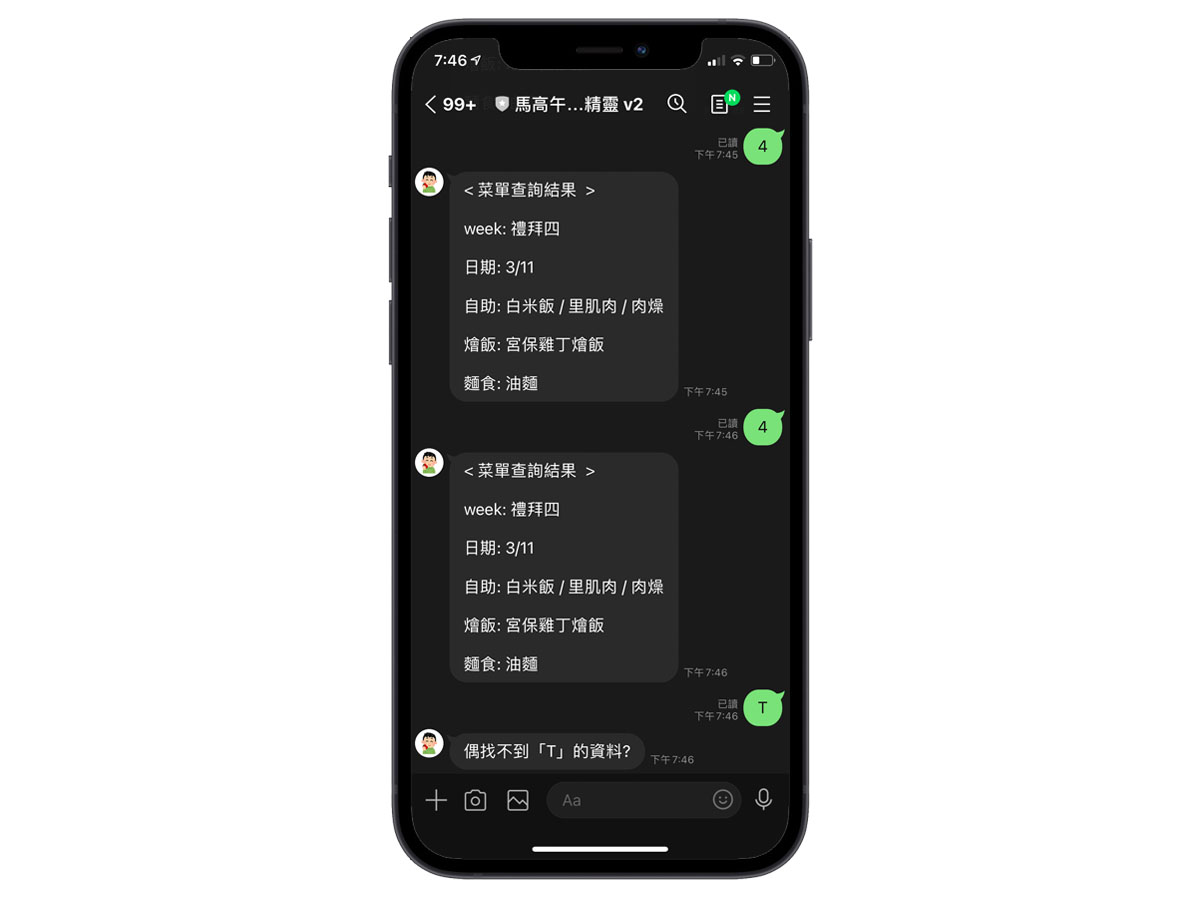 7:46
99+ 馬高午...精靈 v2
N
已讀
下午7:45
4
< 菜單查詢結果 >
week: 禮拜四
日期: 3/11
自助: 白米飯 / 里肌肉 / 肉燥
燴飯: 宮保雞丁燴飯
麵食: 油麵
下午7:45
已讀
下午7:46
4
< 菜單查詢結果 >
week: 禮拜四
日期: 3/11
自助: 白米飯 / 里肌肉 / 肉燥
燴飯: 宮保雞丁燴飯
麵食: 油麵
下午7:46
已讀
下午7:46
T
偶找不到「T」的資料?
下午7:46
Aa